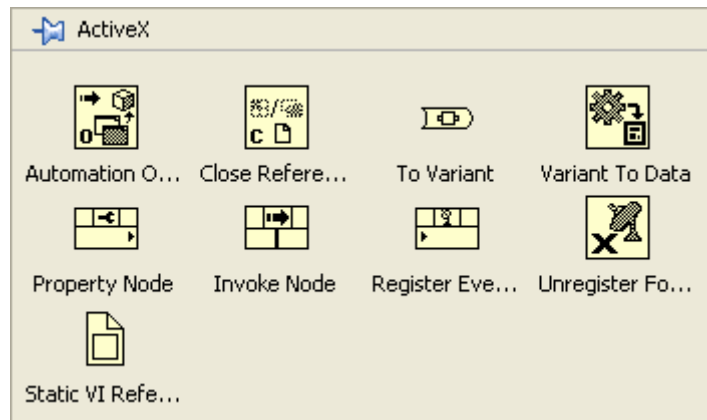 ActiveX
O
C
Automation O... Close Refere... To Variant Variant To Data
X
Property Node Invoke Node Register Eve... Unregister Fo...
Static VI Refe...